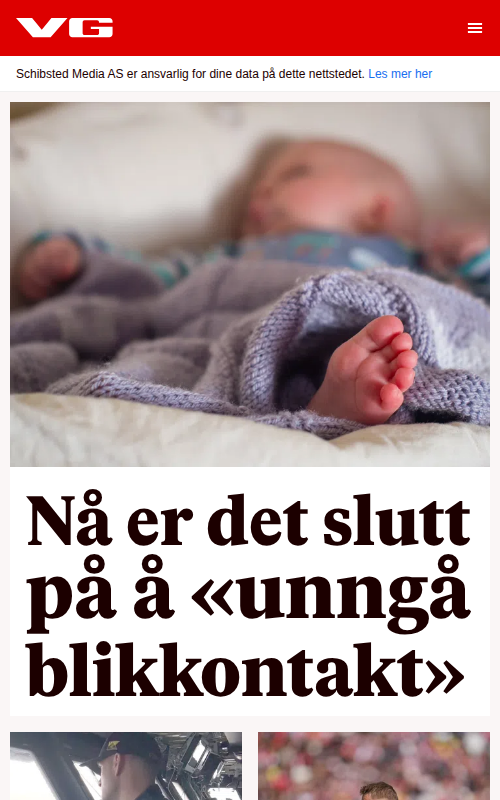 VG
Schibsted Media AS er ansvarlig for dine data på dette nettstedet. Les mer her
Nå er det slutt
på å «unngå
blikkontakt»